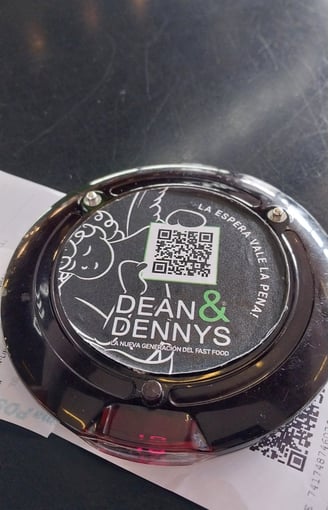 LA ESPERA VALE LA PENA!
DEAN &
DENNYS
LA NUEVA GENERACIÓN DEL FAST FOOD